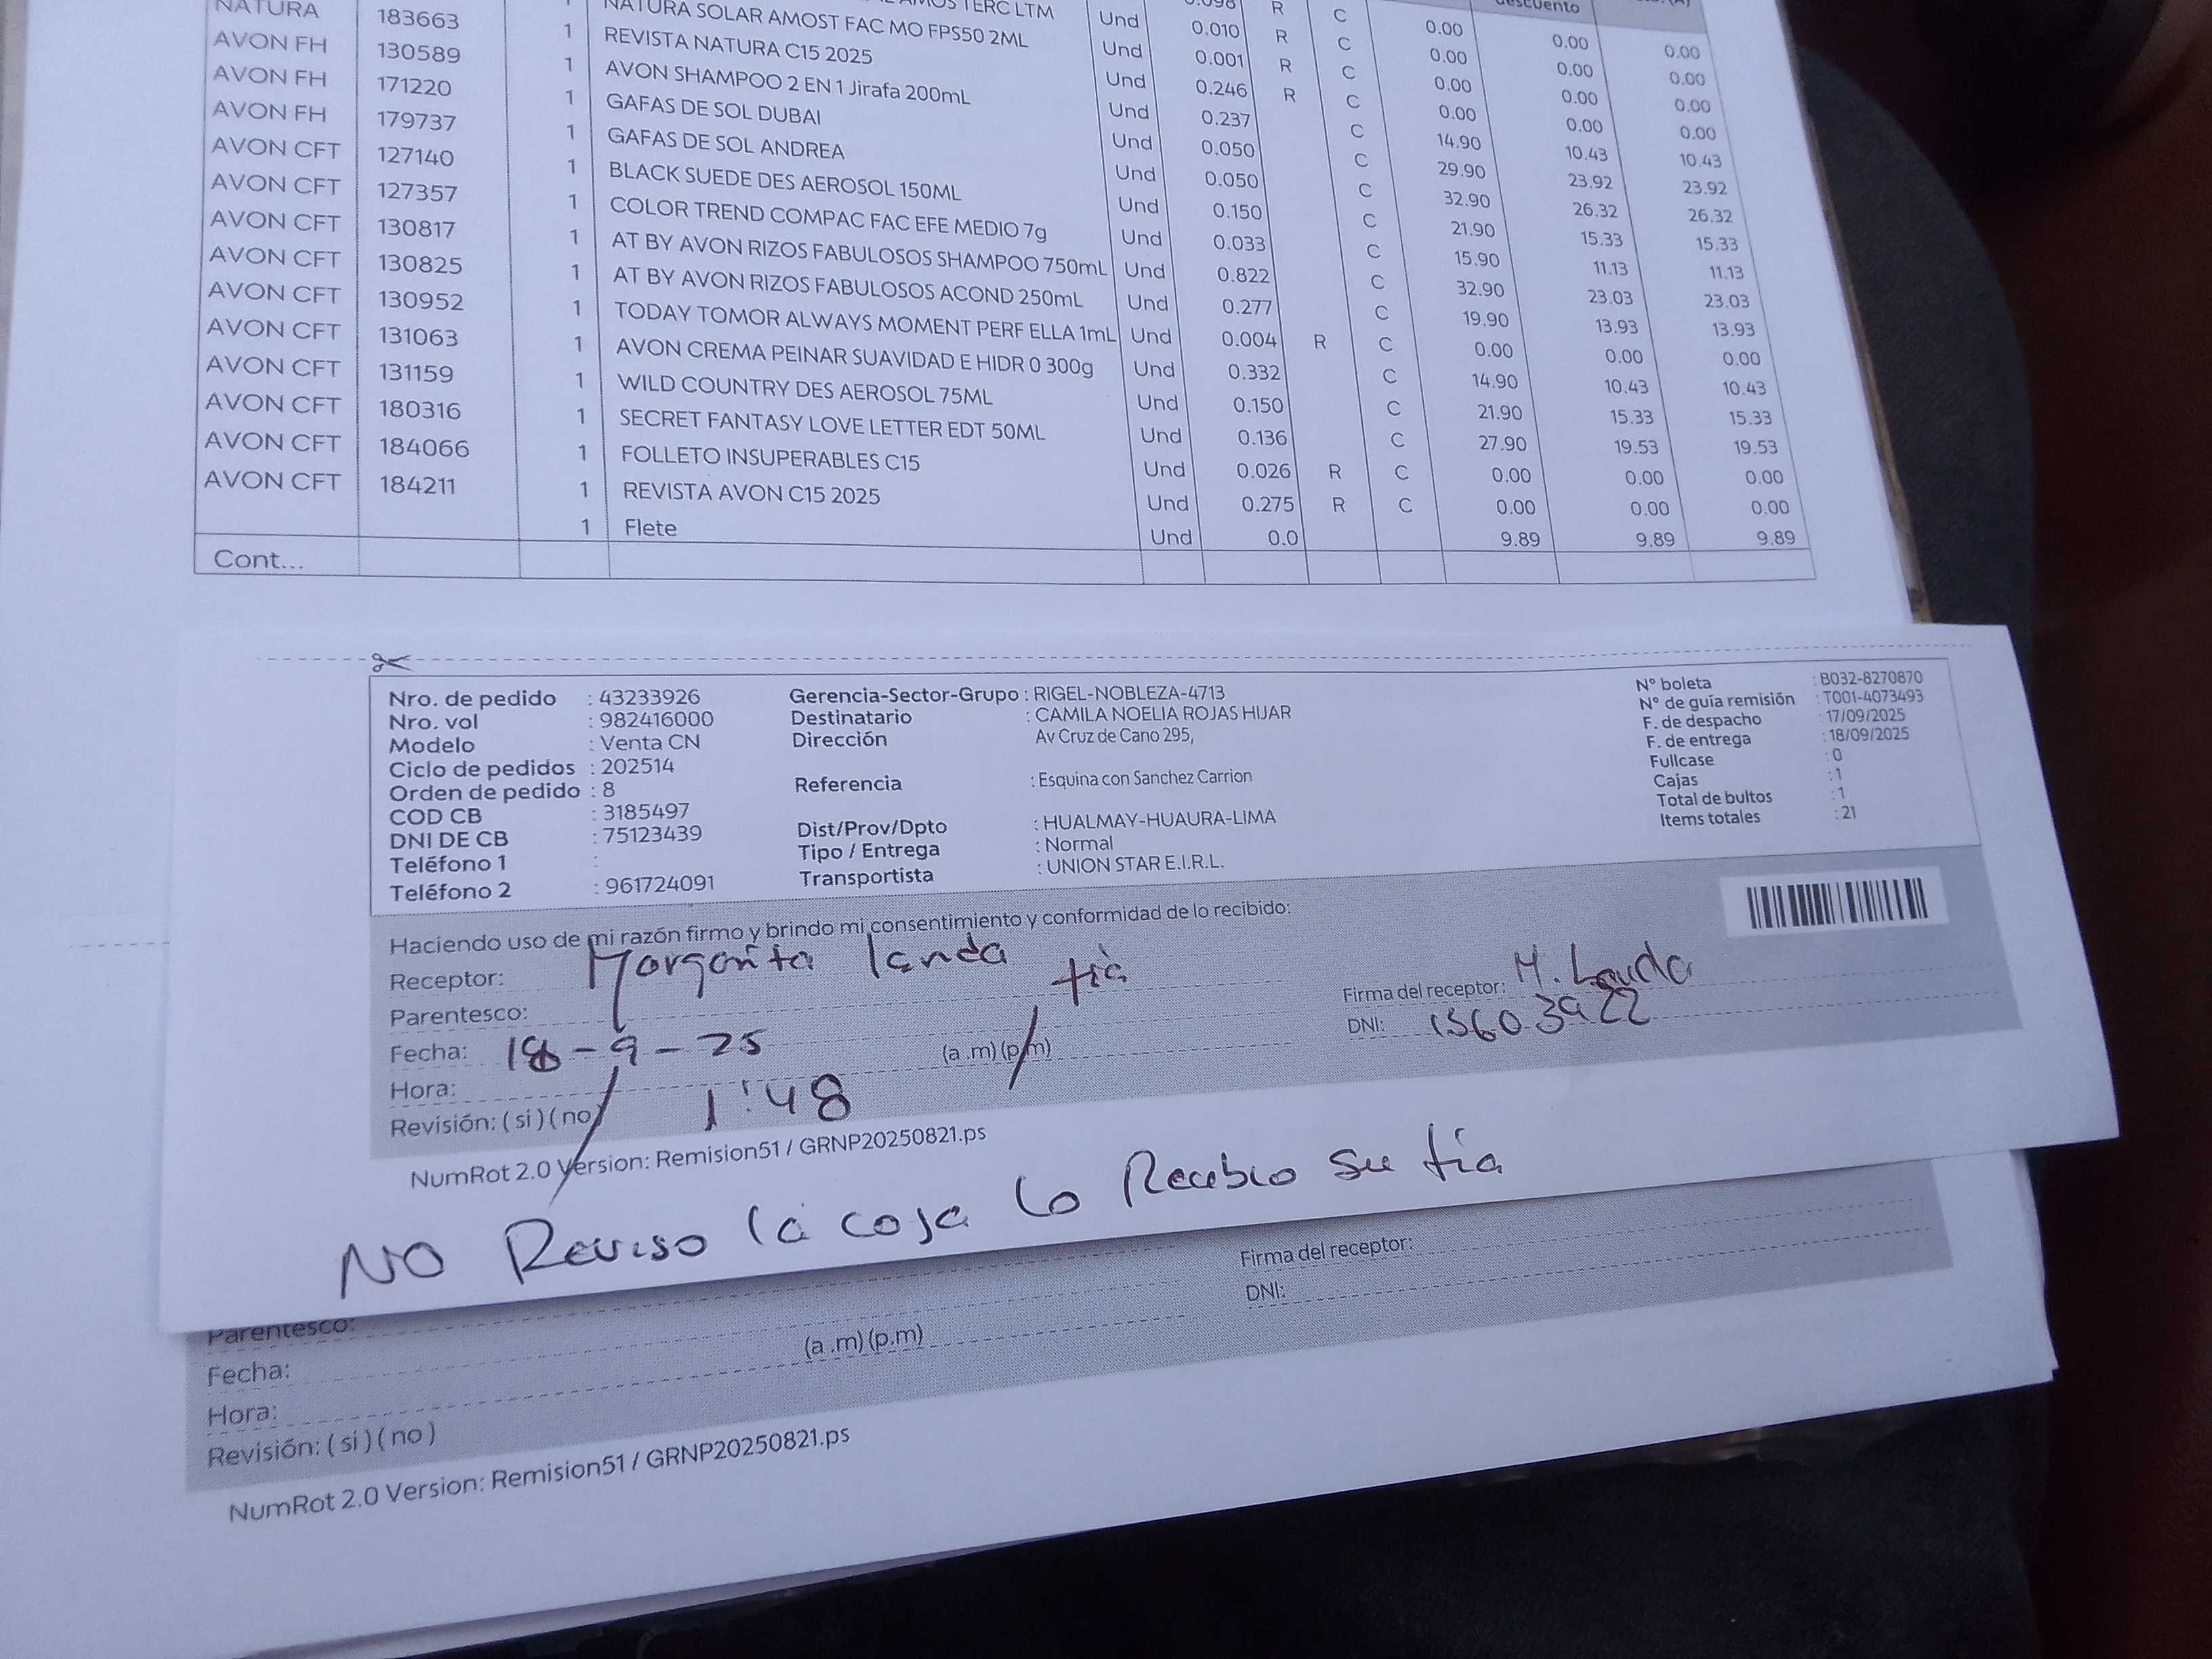 descuento
AMOS TERC LTM Und 0.010 R C 0.00 0.00 0.00
1 NATURA SOLAR AMOST FAC MO FPS50 2ML Und 0.001 R C 0.00 0.00 0.00
NATURA 183663 1 REVISTA NATURA C15 2025 Und 0.246 R C 0.00 0.00 0.00
AVON FH 130589 1 AVON SHAMPOO 2 EN 1 Jirafa 200mL Und 0.237 C 14.90 10.43 10.43
AVON FH 171220 1 GAFAS DE SOL DUBAI Und 0.050 C 29.90 23.92 23.92
AVON FH 179737 1 GAFAS DE SOL ANDREA Und 0.050 C 32.90 26.32 26.32
AVON CFT 127140 1 BLACK SUEDE DES AEROSOL 150ML Und 0.150 C 21.90 15.33 15.33
AVON CFT 127357 1 COLOR TREND COMPAC FAC EFE MEDIO 7g Und 0.033 C 15.90 11.13 11.13
AVON CFT 130817 1 AT BY AVON RIZOS FABULOSOS SHAMPOO 750mL Und 0.822 C 32.90 23.03 23.03
AVON CFT 130825 1 AT BY AVON RIZOS FABULOSOS ACOND 250mL Und 0.277 C 19.90 13.93 13.93
AVON CFT 130952 1 TODAY TOMOR ALWAYS MOMENT PERF ELLA 1mL Und 0.004 R C 0.00 0.00 0.00
AVON CFT 131063 1 AVON CREMA PEINAR SUAVIDAD E HIDR 0 300g Und 0.332 C 14.90 10.43 10.43
AVON CFT 131159 1 WILD COUNTRY DES AEROSOL 75ML Und 0.150 C 21.90 15.33 15.33
AVON CFT 180316 1 SECRET FANTASY LOVE LETTER EDT 50ML Und 0.136 C 27.90 19.53 19.53
AVON CFT 184066 1 FOLLETO INSUPERABLES C15 Und 0.026 R C 0.00 0.00 0.00
AVON CFT 184211 1 REVISTA AVON C15 2025 Und 0.275 R C 0.00 0.00 0.00
1 Flete Und 0.0 9.89 9.89 9.89
Cont...
Nro. de pedido : 43233926
Nro. vol : 982416000
Modelo : Venta CN
Ciclo de pedidos : 202514
Orden de pedido : 8
COD CB : 3185497
DNI DE CB : 75123439
Teléfono 1 :
Teléfono 2 : 961724091
Gerencia-Sector-Grupo : RIGEL-NOBLEZA-4713
Destinatario : CAMILA NOELIA ROJAS HIJAR
Dirección Av Cruz de Cano 295,
Referencia : Esquina con Sanchez Carrion
Dist/Prov/Dpto : HUALMAY-HUAURA-LIMA
Tipo / Entrega : Normal
Transportista : UNION STAR E.I.R.L.
N° boleta : B032-8270870
N° de guía remisión : T001-4073493
F. de despacho : 17/09/2025
F. de entrega : 18/09/2025
Fullcase : 0
Cajas : 1
Total de bultos : 1
Items totales : 21
Haciendo uso de mi razón firmo y brindo mi consentimiento y conformidad de lo recibido:
Receptor: Margarita landa
Parentesco: tia
Fecha: 18-9-25 (a.m) (p.m)
Hora: 1:48
Revisión: ( si ) ( no )
Firma del receptor: M. Landa
DNI: 15603922
NumRot 2.0 Version: Remision51 / GRNP20250821.ps
NO Reviso la caja lo Recibio su tia
Firma del receptor:
DNI:
Parentesco:
Fecha: (a.m) (p.m)
Hora:
Revisión: ( si ) ( no )
NumRot 2.0 Version: Remision51 / GRNP20250821.ps